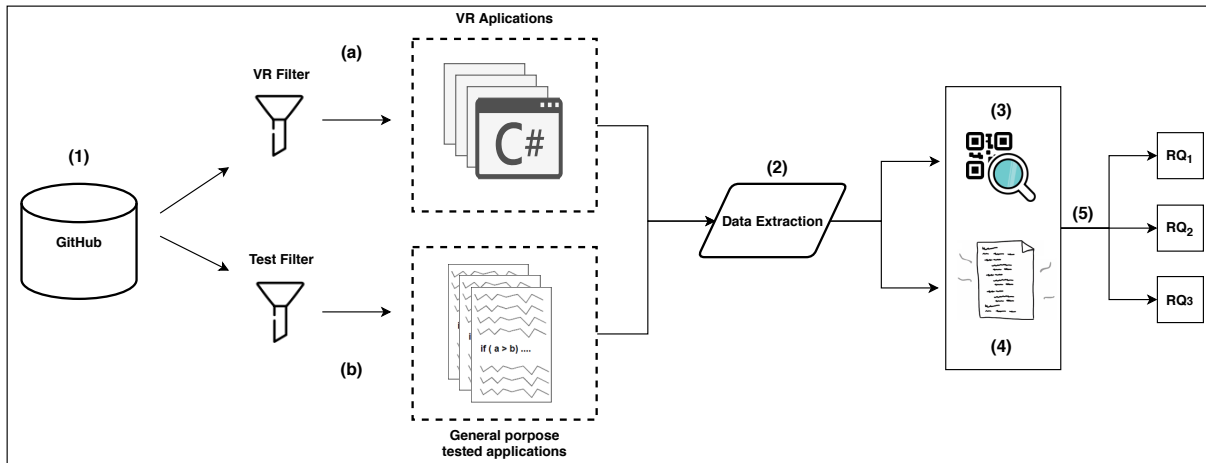 VR Aplications
(a)
VR Filter
C#
(1)
GitHub
(2)
Data Extraction
(3)
(4)
(5)
RQ1
RQ2
RQ3
Test Filter
(b)
if ( a > b) ....
General porpose
tested applications